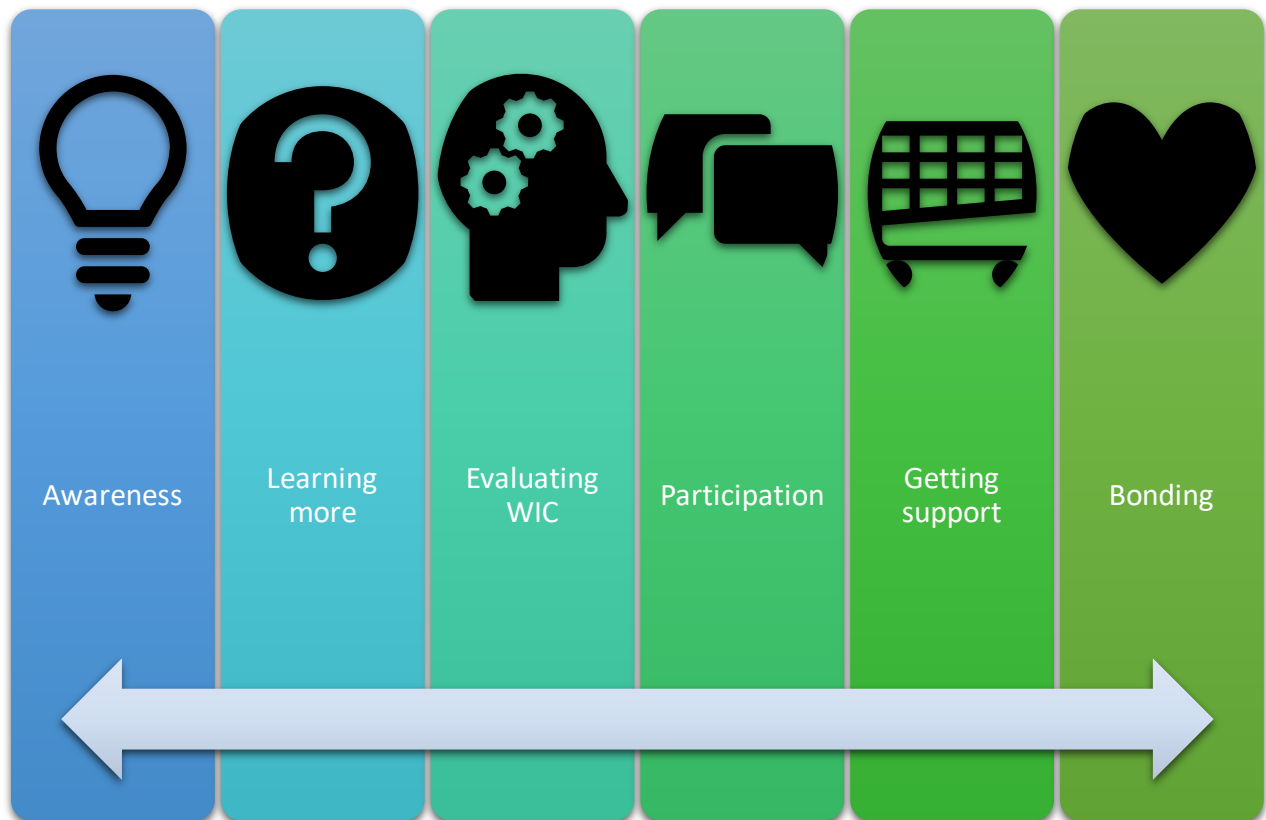 Awareness
Learning
more
Evaluating
WIC
Participation
Getting
support
Bonding